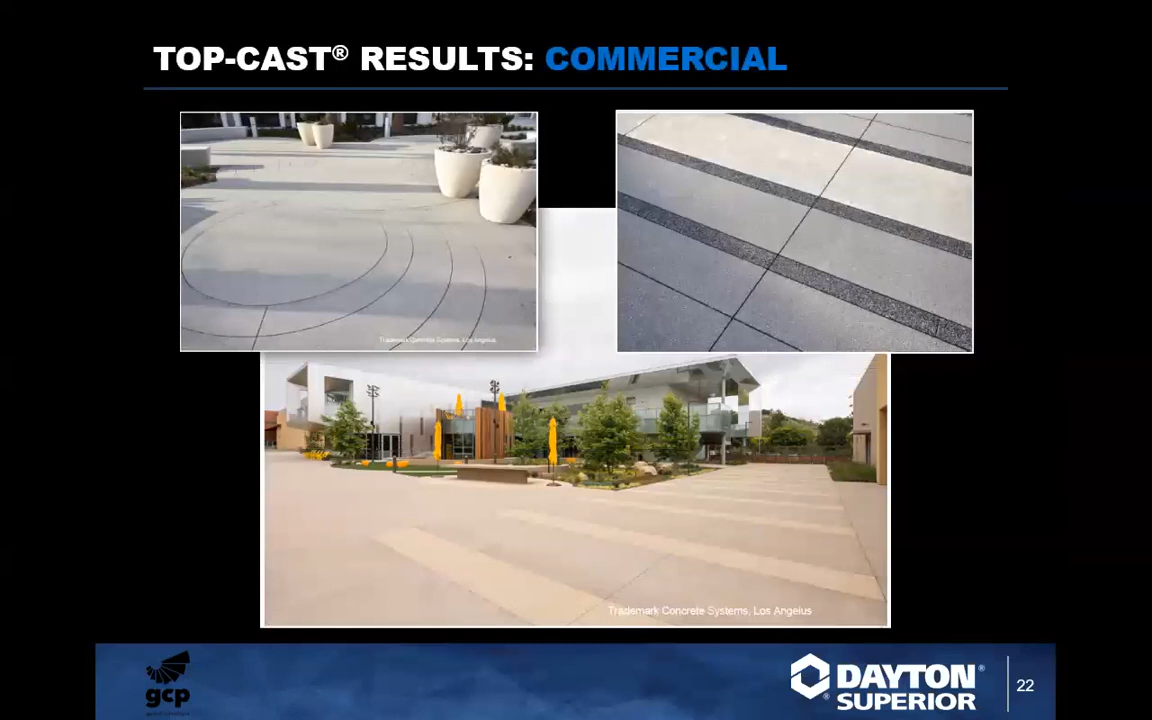 TOP-CAST® RESULTS: COMMERCIAL
Trademark Concrete Systems, Los Angelus
Trademark Concrete Systems, Los Angelus
gcp
DAYTON®
SUPERIOR®
22